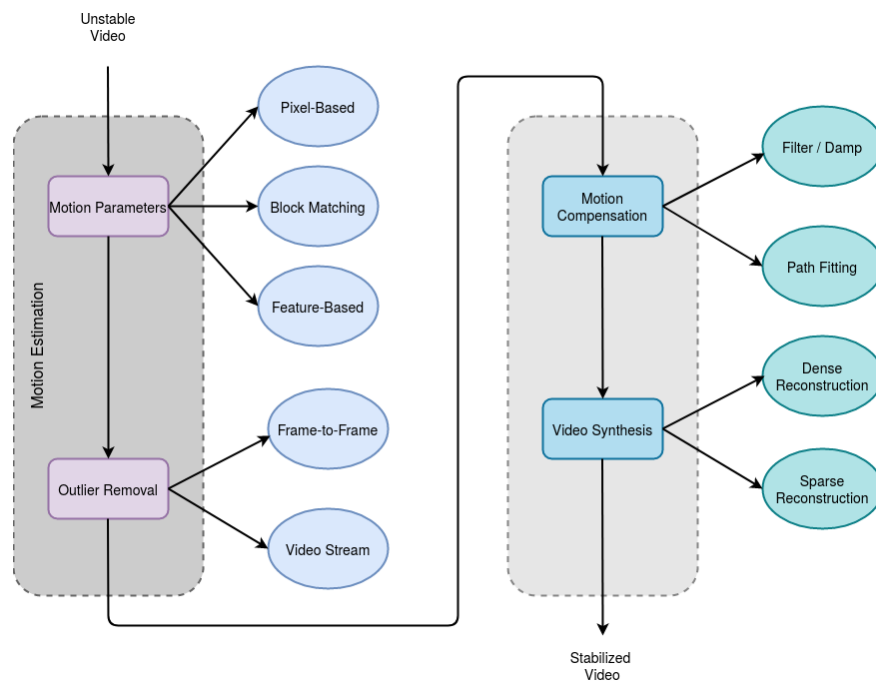 Unstable
Video
Pixel-Based
Motion Parameters
Block Matching
Feature-Based
Motion Estimation
Frame-to-Frame
Outlier Removal
Video Stream
Motion
Compensation
Filter / Damp
Path Fitting
Dense
Reconstruction
Video Synthesis
Sparse
Reconstruction
Stabilized
Video